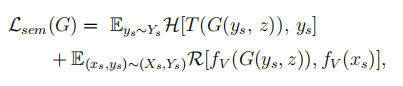 ℒ_sem(G) = 𝔼_{y_s∼Y_s} ℋ[T(G(y_s, z)), y_s]
+ 𝔼_{(x_s,y_s)∼(X_s,Y_s)} ℛ[f_V(G(y_s, z)), f_V(x_s)],